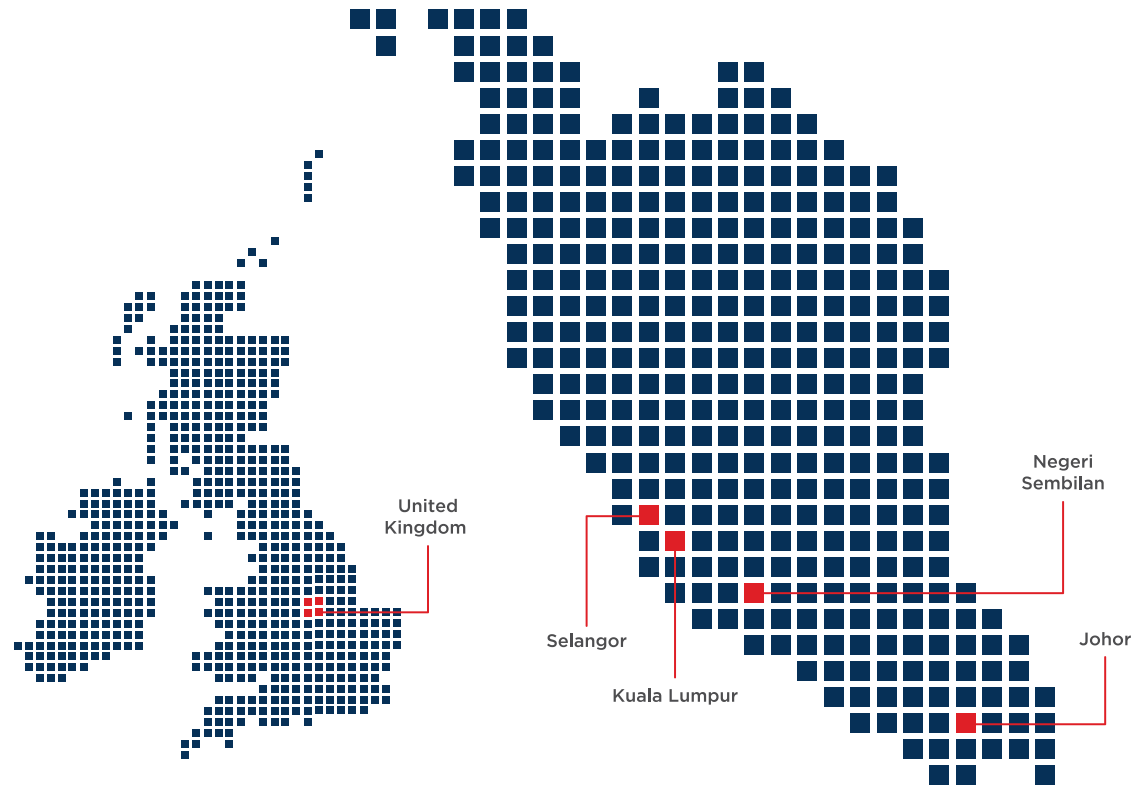 United
Kingdom
Negeri
Sembilan
Selangor
Johor
Kuala Lumpur